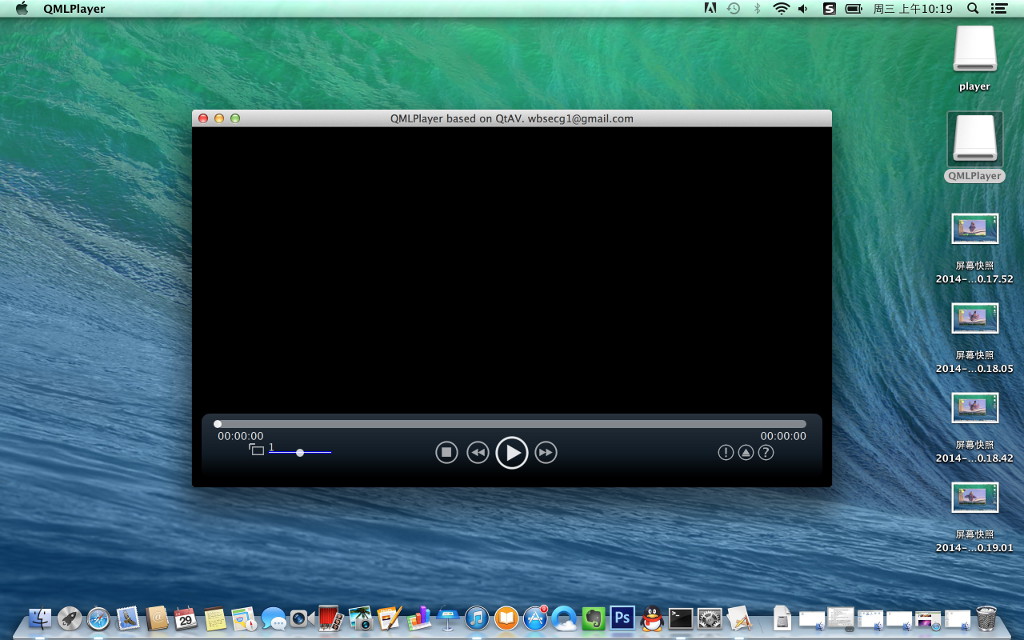 QMLPlayer
周三 上午10:19
player
QMLPlayer based on QtAV. wbsecg1@gmail.com
QMLPlayer
屏幕快照
2014-...0.17.52
屏幕快照
2014-...0.18.05
00:00:00
00:00:00
1
屏幕快照
2014-...0.18.42
屏幕快照
2014-...0.19.01
29
Ps